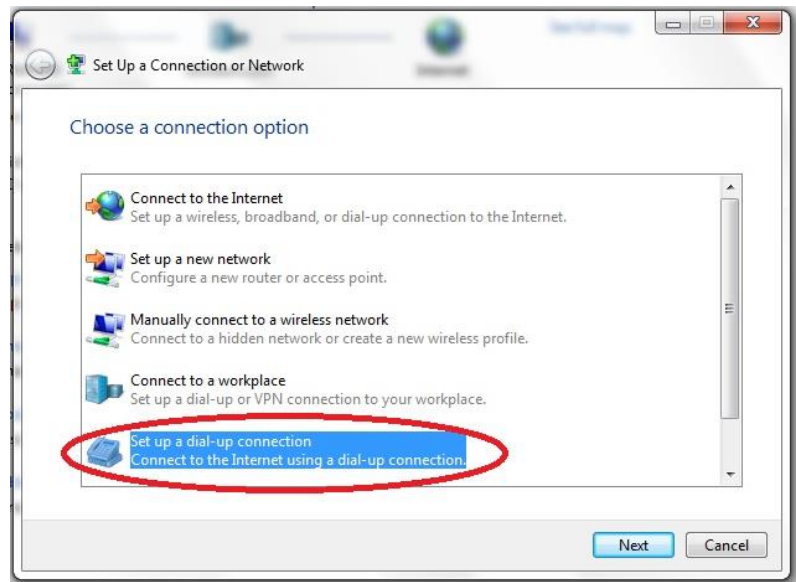 Set Up a Connection or Network
Choose a connection option
Connect to the Internet
Set up a wireless, broadband, or dial-up connection to the Internet.
Set up a new network
Configure a new router or access point.
Manually connect to a wireless network
Connect to a hidden network or create a new wireless profile.
Connect to a workplace
Set up a dial-up or VPN connection to your workplace.
Set up a dial-up connection
Connect to the Internet using a dial-up connection.
Next
Cancel